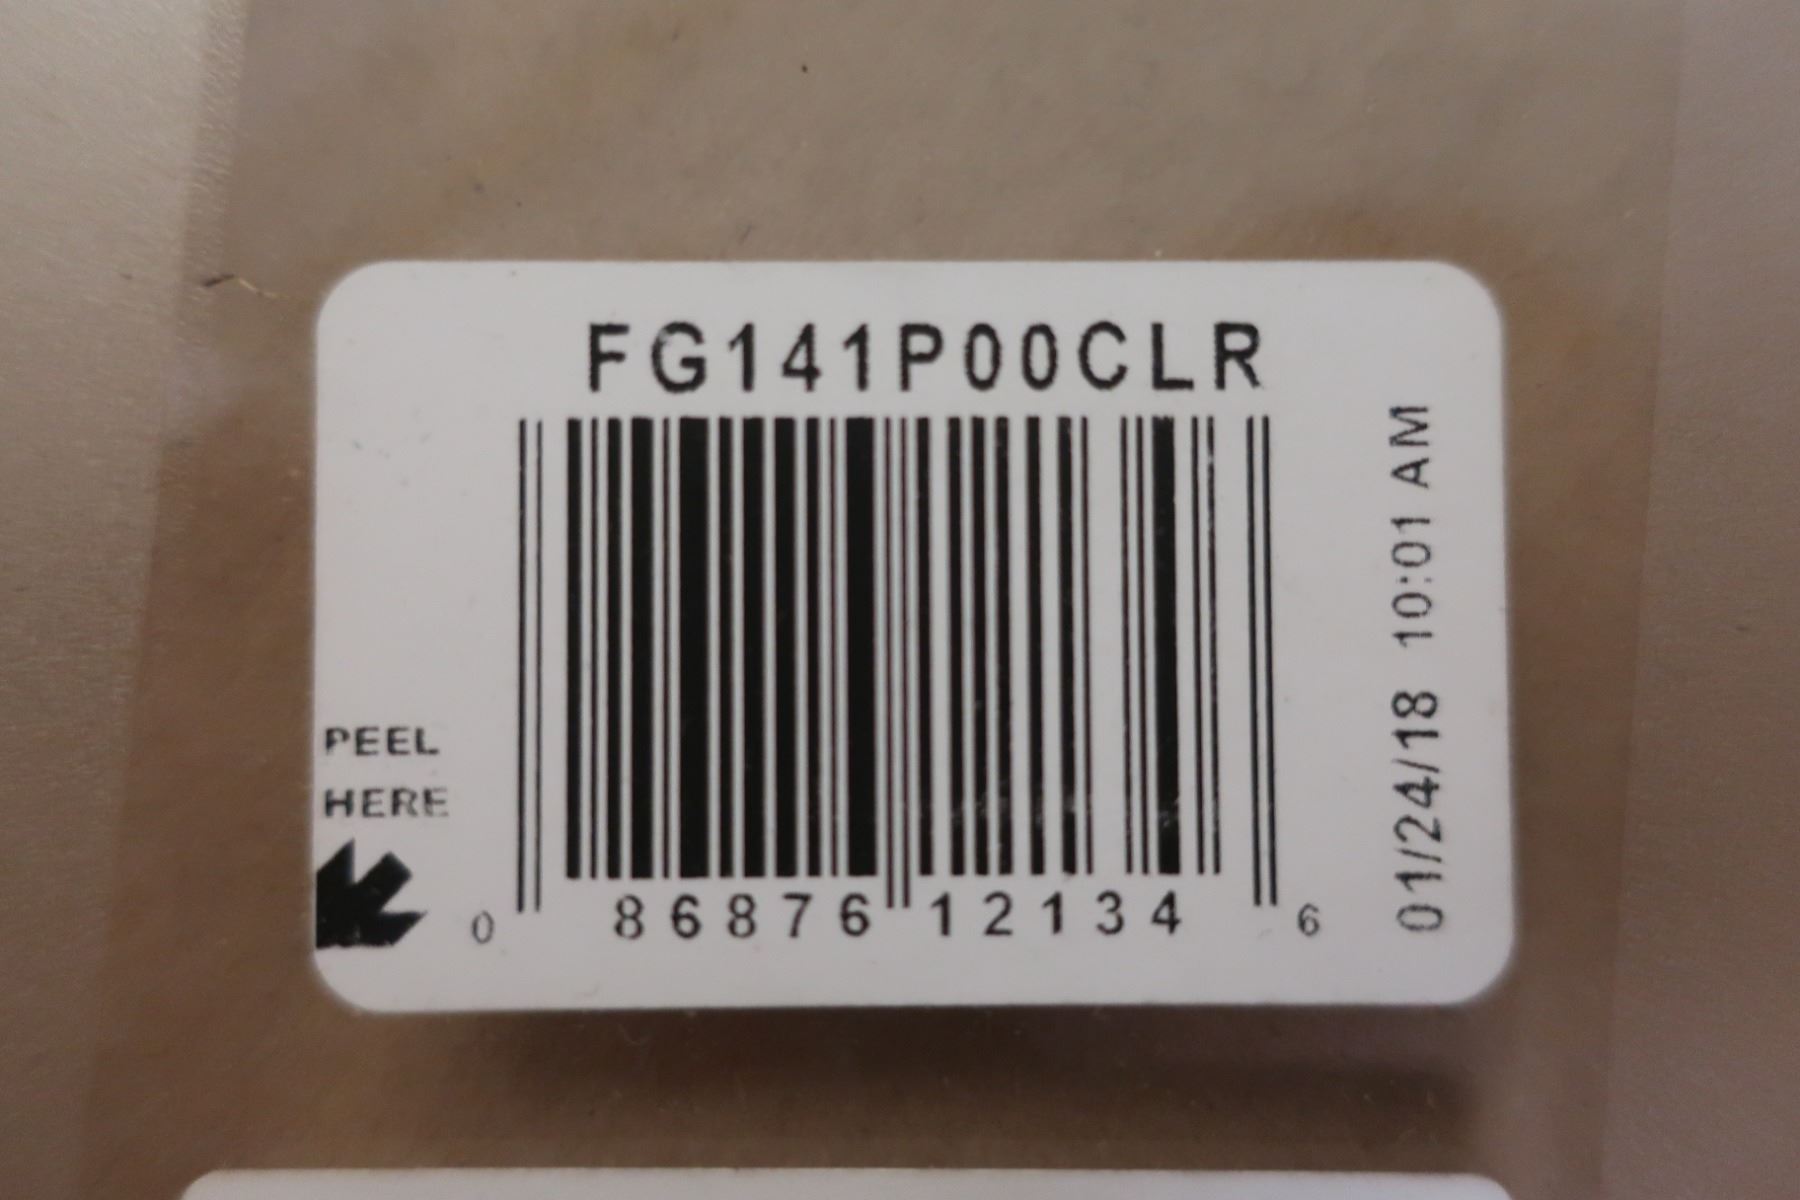 FG141P00CLR
PEEL
HERE
0 86876 12134 6
01/24/18 10:01 AM